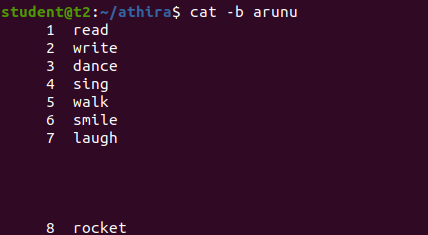 student@t2:~/athira$ cat -b arunu
1 read
2 write
3 dance
4 sing
5 walk
6 smile
7 laugh
8 rocket